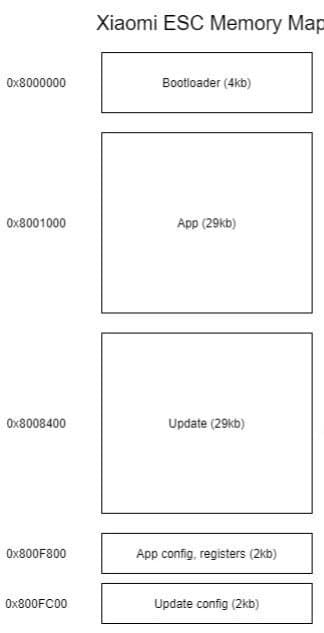 Xiaomi ESC Memory Map
0x8000000 Bootloader (4kb)
0x8001000 App (29kb)
0x8008400 Update (29kb)
0x800F800 App config, registers (2kb)
0x800FC00 Update config (2kb)